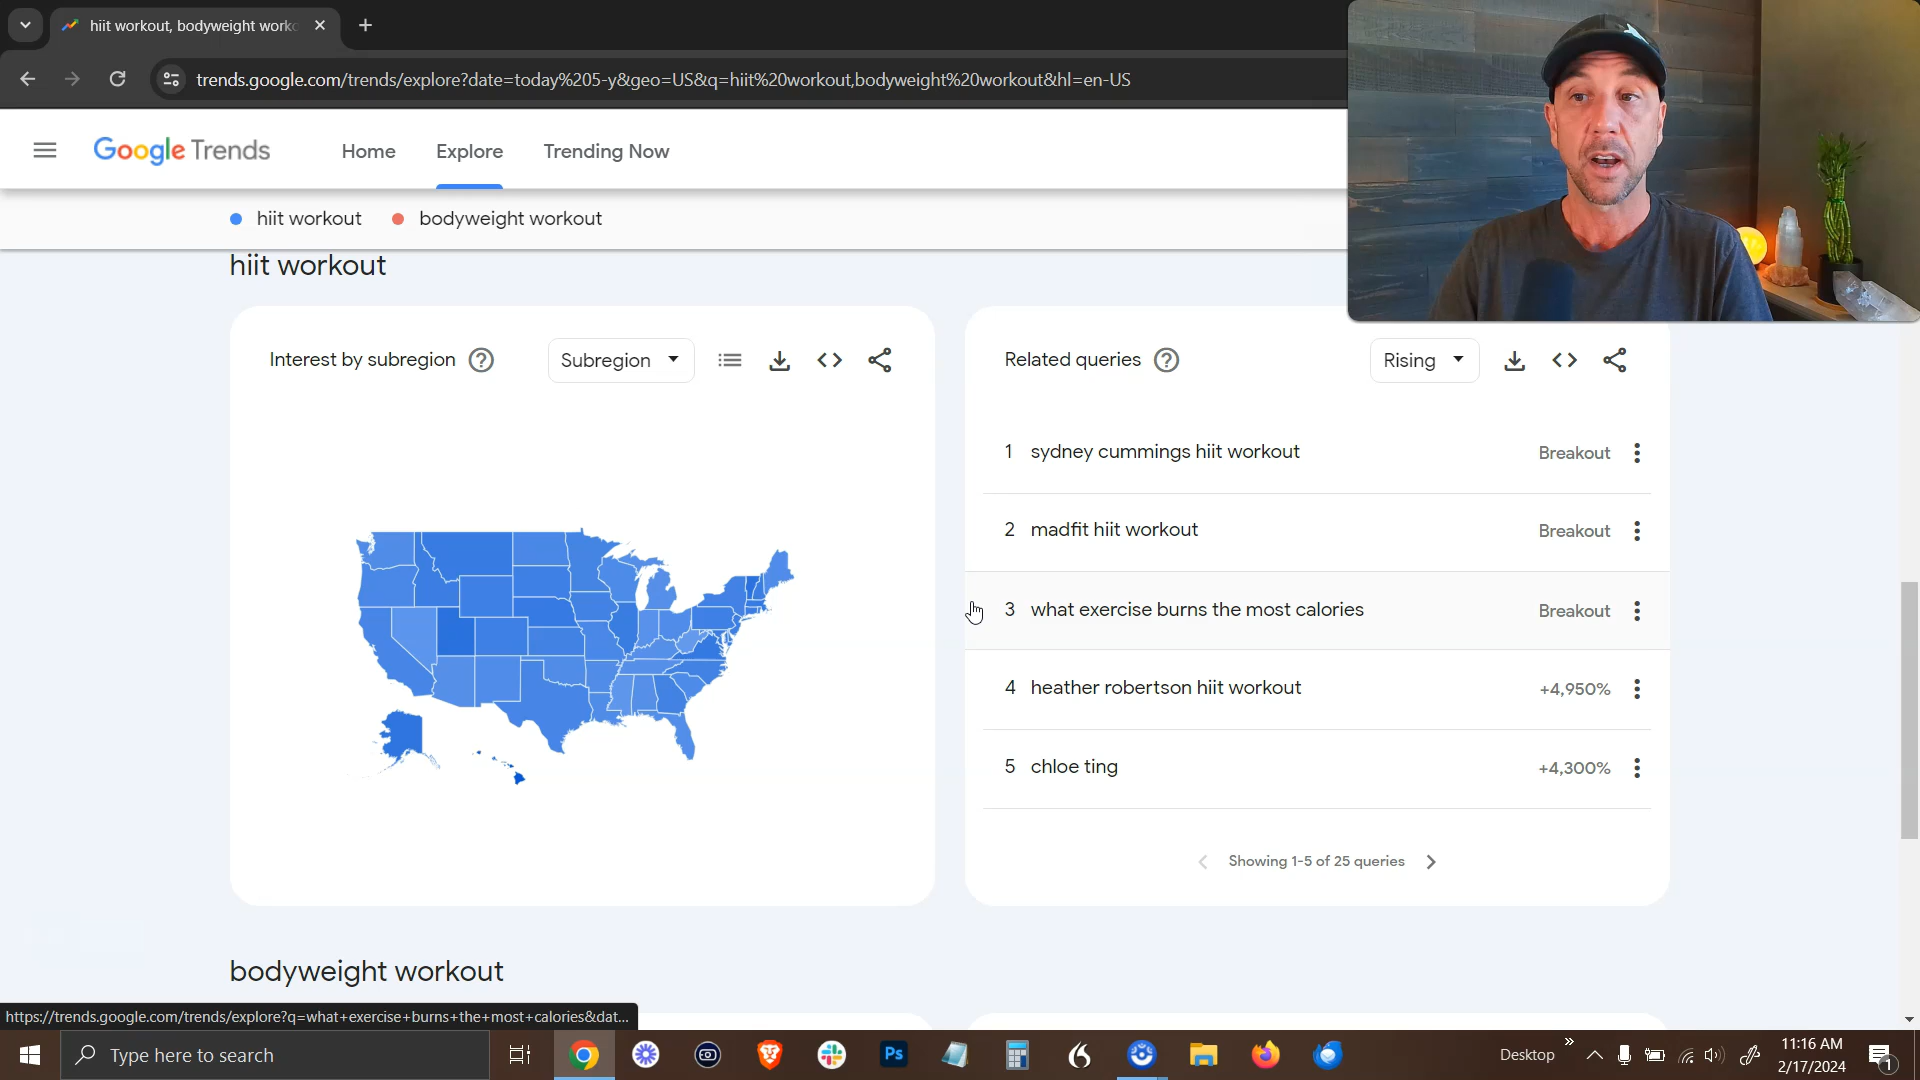 hiit workout, bodyweight worko
trends.google.com/trends/explore?date=today%205-y&geo=US&q=hiit%20workout,bodyweight%20workout&hl=en-US
Google Trends
Home
Explore
Trending Now
hiit workout
bodyweight workout
hiit workout
Interest by subregion
Subregion
Related queries
Rising
1 sydney cummings hiit workout Breakout
2 madfit hiit workout Breakout
3 what exercise burns the most calories Breakout
4 heather robertson hiit workout +4,950%
5 chloe ting +4,300%
Showing 1-5 of 25 queries
bodyweight workout
https://trends.google.com/trends/explore?q=what+exercise+burns+the+most+calories&dat...
Type here to search
Ps
Desktop
11:16 AM
2/17/2024
1